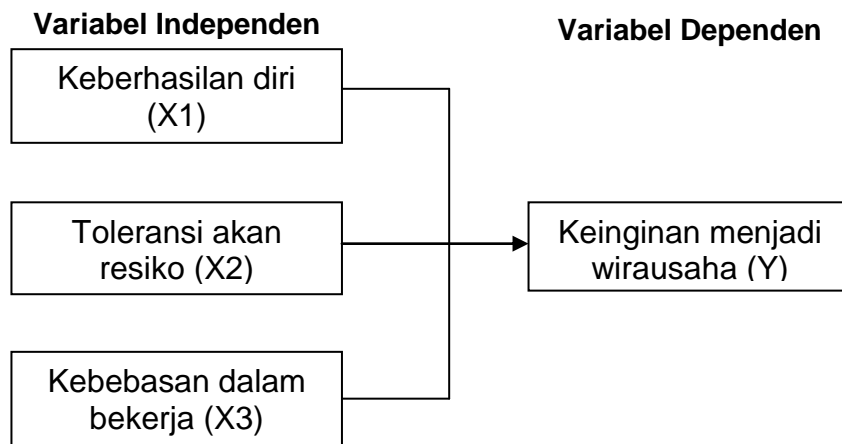 Variabel Independen
Variabel Dependen
Keberhasilan diri
(X1)
Toleransi akan
resiko (X2)
Keinginan menjadi
wirausaha (Y)
Kebebasan dalam
bekerja (X3)